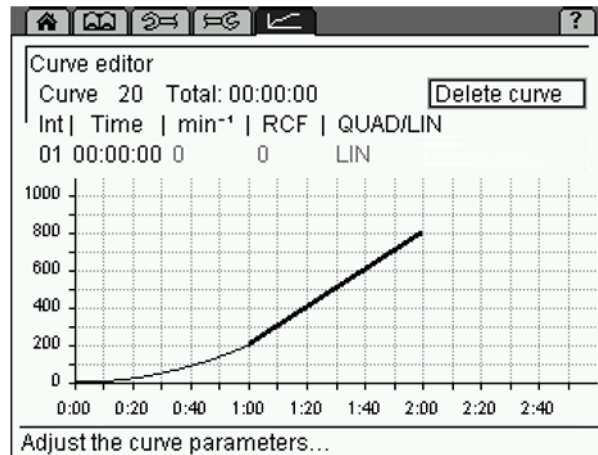 ?
Curve editor
Curve 20 Total: 00:00:00 Delete curve
Int| Time | min⁻¹ | RCF | QUAD/LIN
01 00:00:00 0 0 LIN
1000
800
600
400
200
0
0:00 0:20 0:40 1:00 1:20 1:40 2:00 2:20 2:40
Adjust the curve parameters...